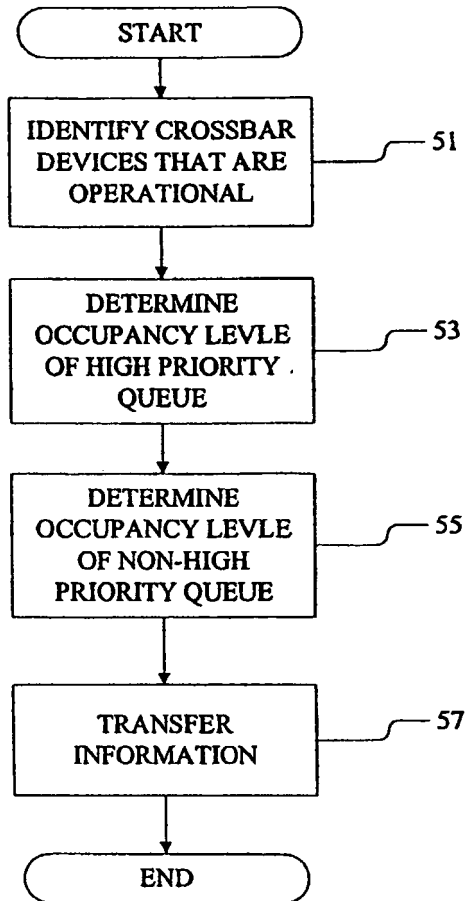 START
IDENTIFY CROSSBAR
DEVICES THAT ARE
OPERATIONAL
51
DETERMINE
OCCUPANCY LEVLE
OF HIGH PRIORITY
QUEUE
53
DETERMINE
OCCUPANCY LEVLE
OF NON-HIGH
PRIORITY QUEUE
55
TRANSFER
INFORMATION
57
END